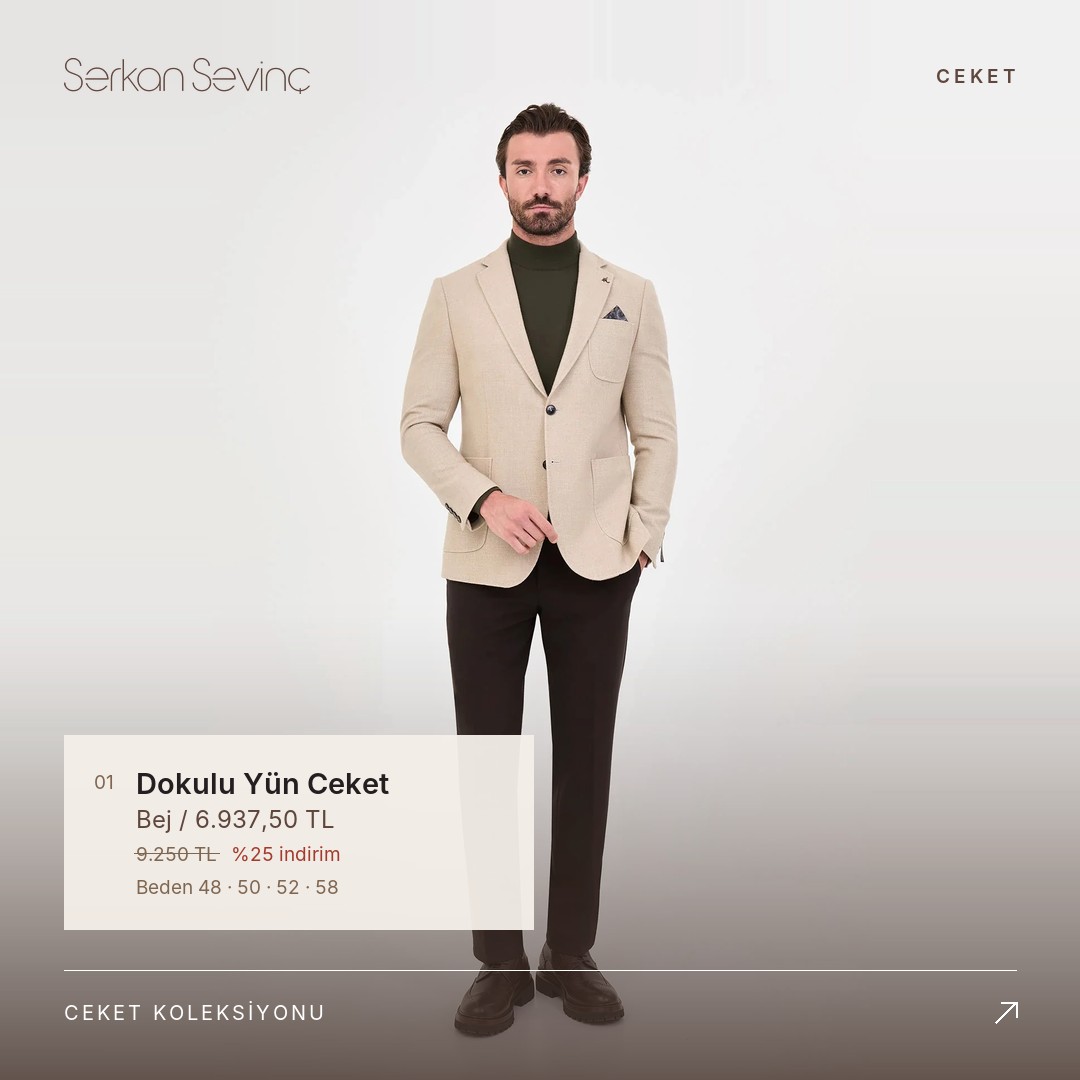 Serkan Sevinç
CEKET
01
Dokulu Yün Ceket
Bej / 6.937,50 TL
9.250 TL %25 indirim
Beden 48 · 50 · 52 · 58
CEKET KOLEKSİYONU